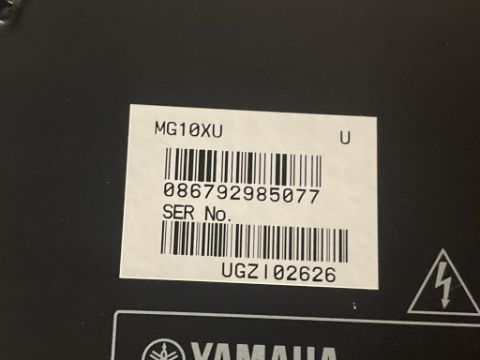 MG10XU U
086792985077
SER No.
UGZI02626
YAMAHA